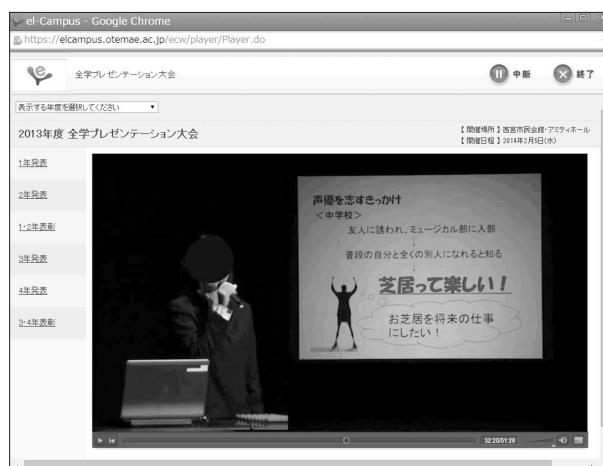 el-Campus - Google Chrome
https://elcampus.otemae.ac.jp/ecw/player/Player.do
全学プレゼンテーション大会
中断
終了
表示する年度を選択してください
2013年度 全学プレゼンテーション大会
【 開催場所 】西宮市民会館・アミティホール
【 開催日程 】2014年2月5日(水)
1年発表
2年発表
1・2年表彰
3年発表
4年発表
3・4年表彰
声優を志すきっかけ
＜中学校＞
友人に誘われ、ミュージカル部に入部
普段の自分と全くの別人になれると知る
芝居って楽しい！
お芝居を将来の仕事
にしたい！
32:20/51:28